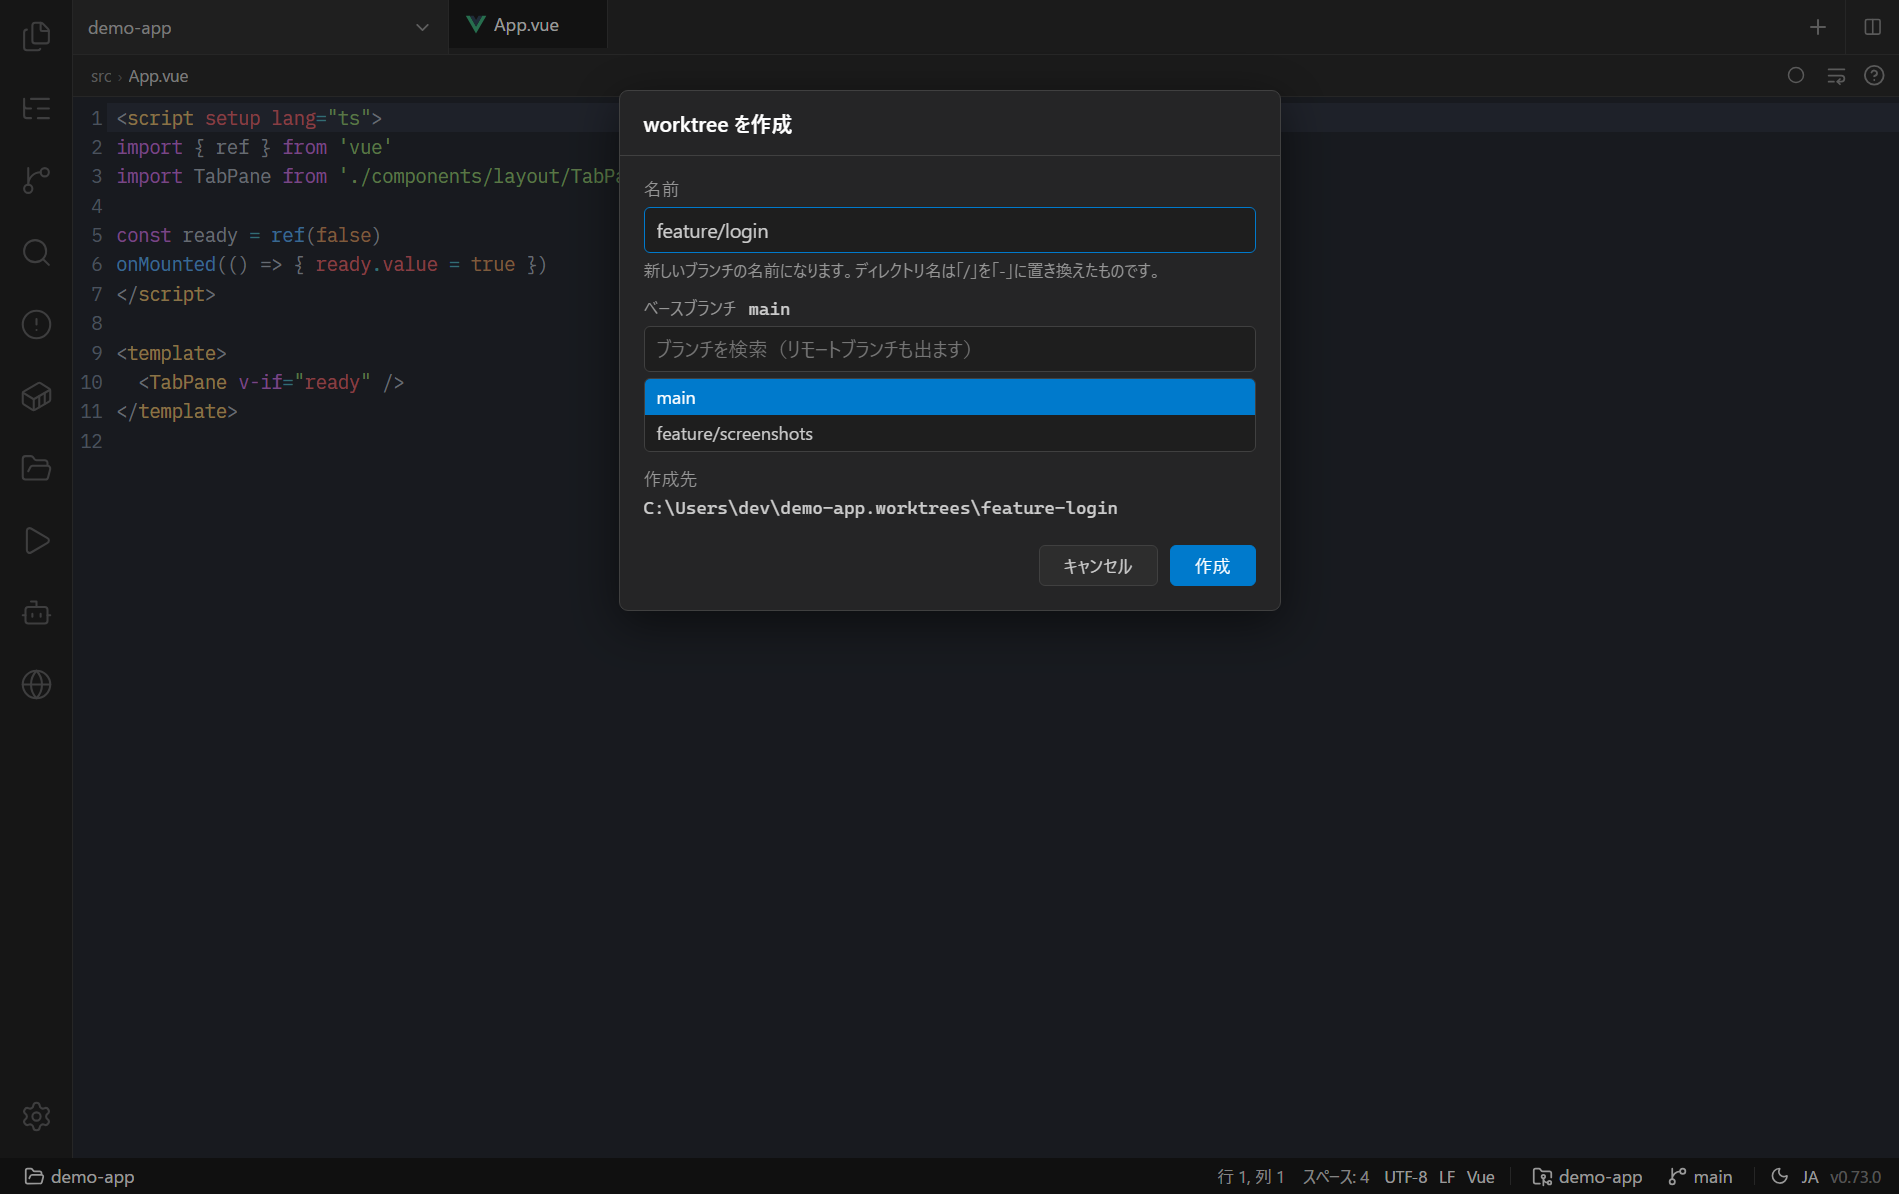 demo-app
App.vue
src › App.vue
1 <script setup lang="ts">
2 import { ref } from 'vue'
3 import TabPane from './components/layout/TabPa
4
5 const ready = ref(false)
6 onMounted(() => { ready.value = true })
7 </script>
8
9 <template>
10   <TabPane v-if="ready" />
11 </template>
12
worktree を作成
名前
feature/login
新しいブランチの名前になります。ディレクトリ名は「/」を「-」に置き換えたものです。
ベースブランチ main
ブランチを検索（リモートブランチも出ます）
main
feature/screenshots
作成先
C:\Users\dev\demo-app.worktrees\feature-login
キャンセル 作成
demo-app 行 1, 列 1 スペース: 4 UTF-8 LF Vue demo-app main JA v0.73.0